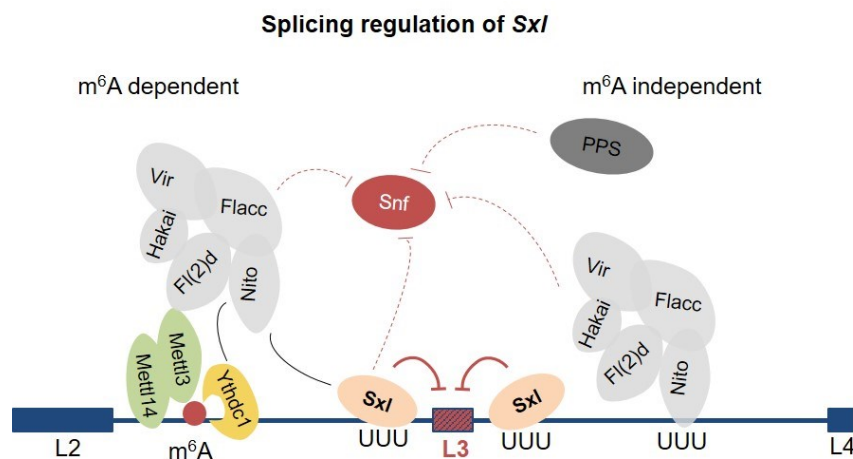 Splicing regulation of Sxl
m⁶A dependent
m⁶A independent
PPS
Vir
Flacc
Snf
Hakai
Fl(2)d
Nito
Vir
Flacc
Hakai
Fl(2)d
Nito
Mettl3
Mettl14
Ythdc1
Sxl
Sxl
L2
m⁶A
UUU
L3
UUU
UUU
L4